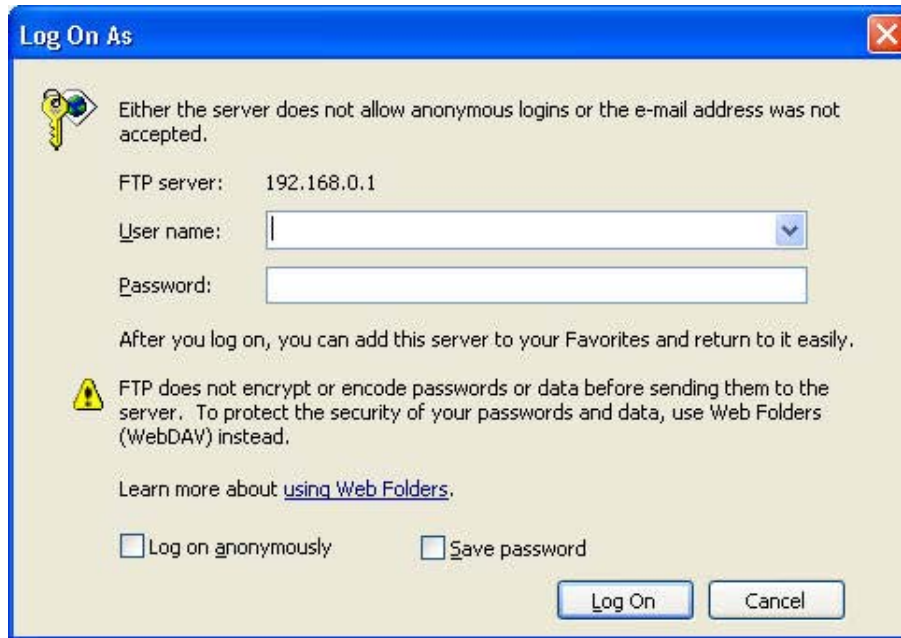 Log On As
Either the server does not allow anonymous logins or the e-mail address was not
accepted.
FTP server: 192.168.0.1
User name:
Password:
After you log on, you can add this server to your Favorites and return to it easily.
FTP does not encrypt or encode passwords or data before sending them to the
server. To protect the security of your passwords and data, use Web Folders
(WebDAV) instead.
Learn more about using Web Folders.
Log on anonymously Save password
Log On Cancel